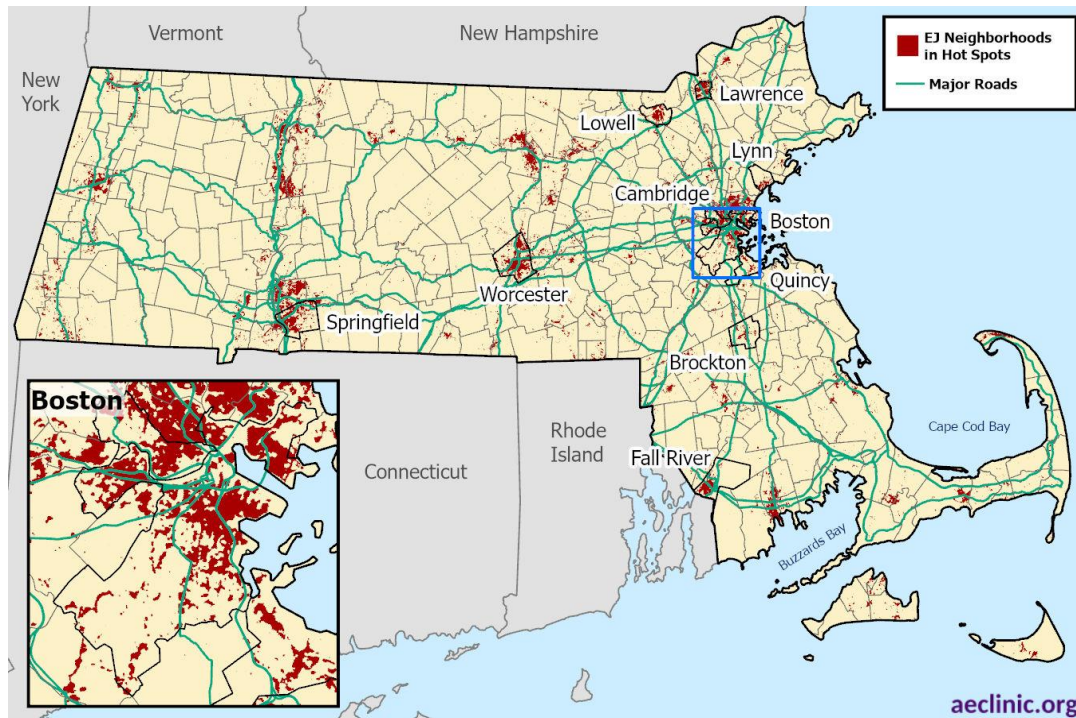 Vermont
New Hampshire
New
York
EJ Neighborhoods
in Hot Spots
Major Roads
Lawrence
Lowell
Lynn
Cambridge
Boston
Quincy
Worcester
Springfield
Brockton
Boston
Rhode
Island
Connecticut
Cape Cod Bay
Fall River
Buzzards Bay
aeclinic.org